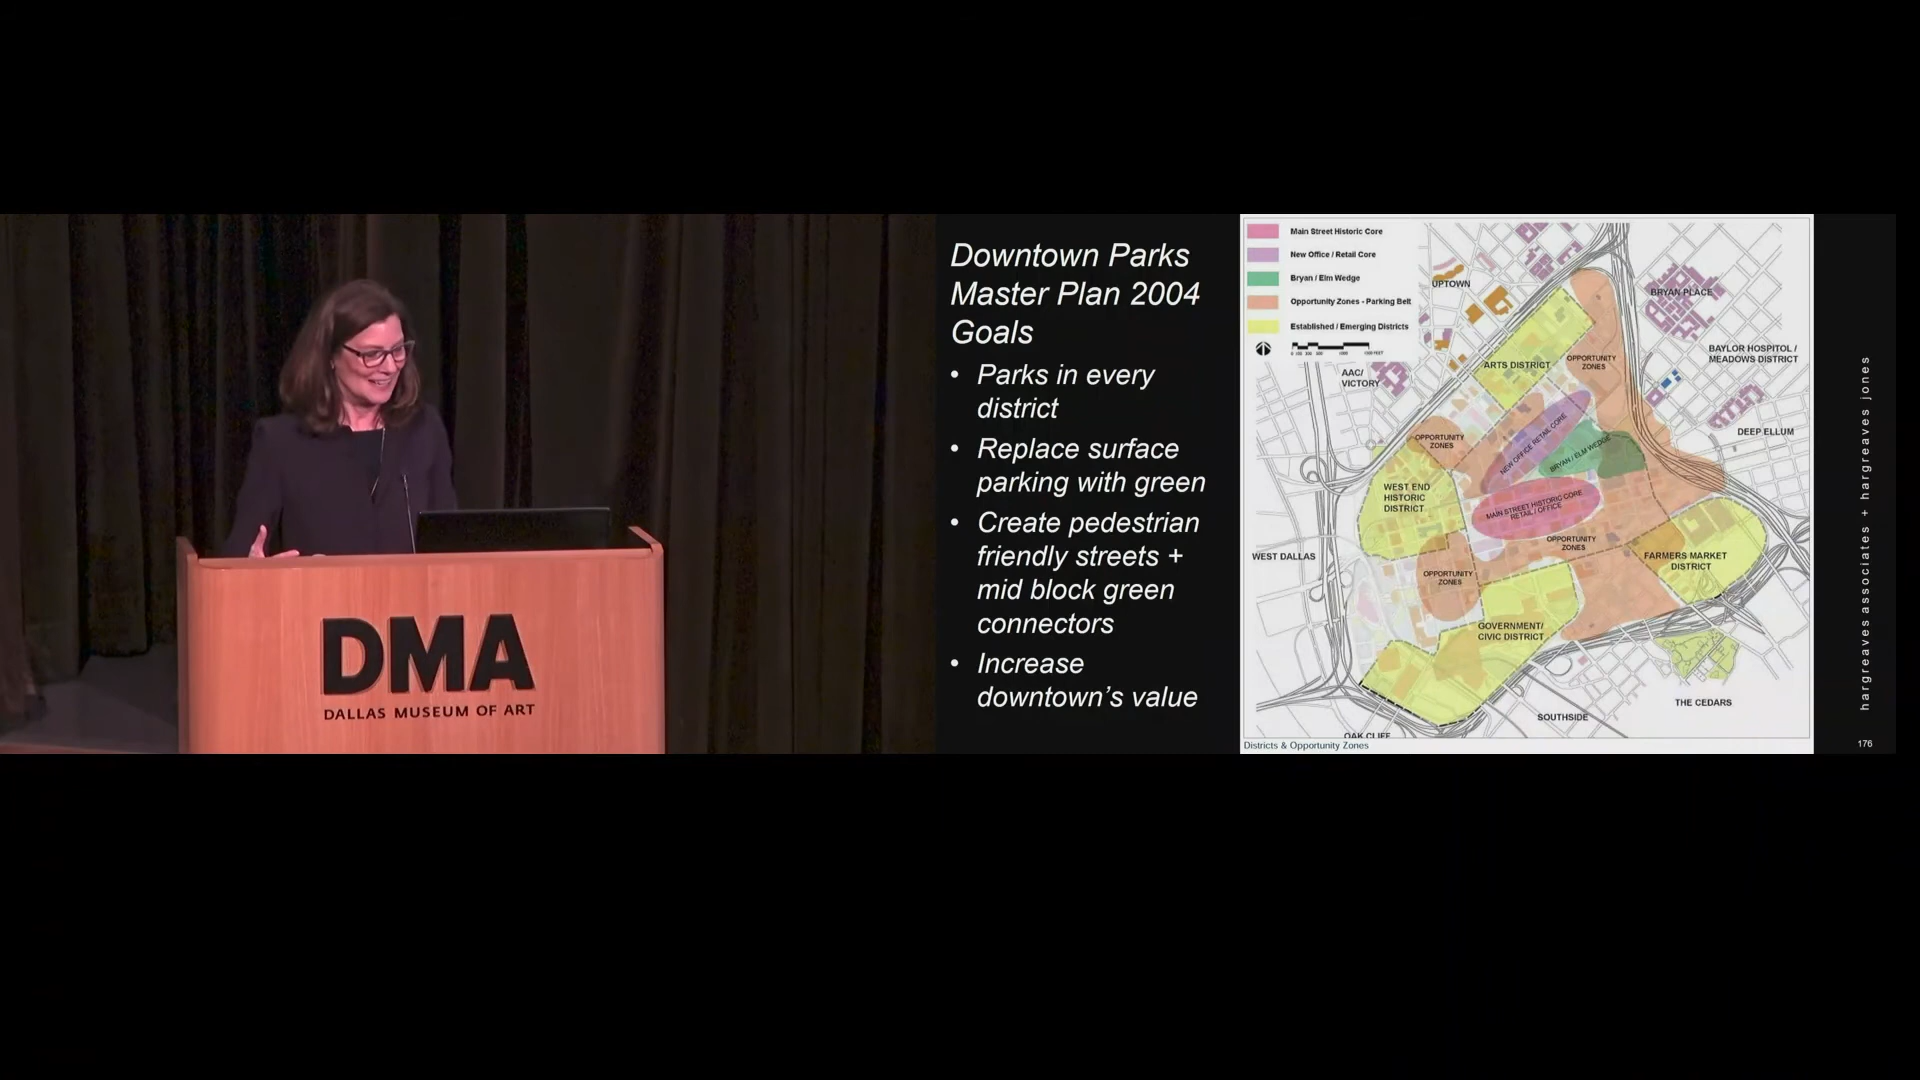 DMA
DALLAS MUSEUM OF ART
Downtown Parks
Master Plan 2004
Goals
• Parks in every
district
• Replace surface
parking with green
• Create pedestrian
friendly streets +
mid block green
connectors
• Increase
downtown’s value
Main Street Historic Core
New Office / Retail Core
Bryan / Elm Wedge
Opportunity Zones - Parking Belt
Established / Emerging Districts
UPTOWN
BRYAN PLACE
BAYLOR HOSPITAL /
MEADOWS DISTRICT
AAC/
VICTORY
ARTS DISTRICT
OPPORTUNITY
ZONES
DEEP ELLUM
OPPORTUNITY
ZONES
NEW OFFICE RETAIL CORE
BRYAN / ELM WEDGE
WEST END
HISTORIC
DISTRICT
MAIN STREET HISTORIC CORE
RETAIL / OFFICE
OPPORTUNITY
ZONES
WEST DALLAS
FARMERS MARKET
DISTRICT
OPPORTUNITY
ZONES
GOVERNMENT/
CIVIC DISTRICT
THE CEDARS
SOUTHSIDE
OAK CLIFF
Districts & Opportunity Zones
hargreaves associates + hargreaves jones
176